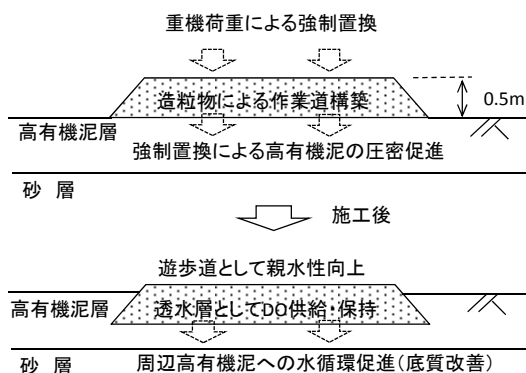 重機荷重による強制置換
造粒物による作業道構築
0.5m
高有機泥層
強制置換による高有機泥の圧密促進
砂 層
施工後
遊歩道として親水性向上
高有機泥層
透水層としてDO供給・保持
砂 層
周辺高有機泥への水循環促進(底質改善)